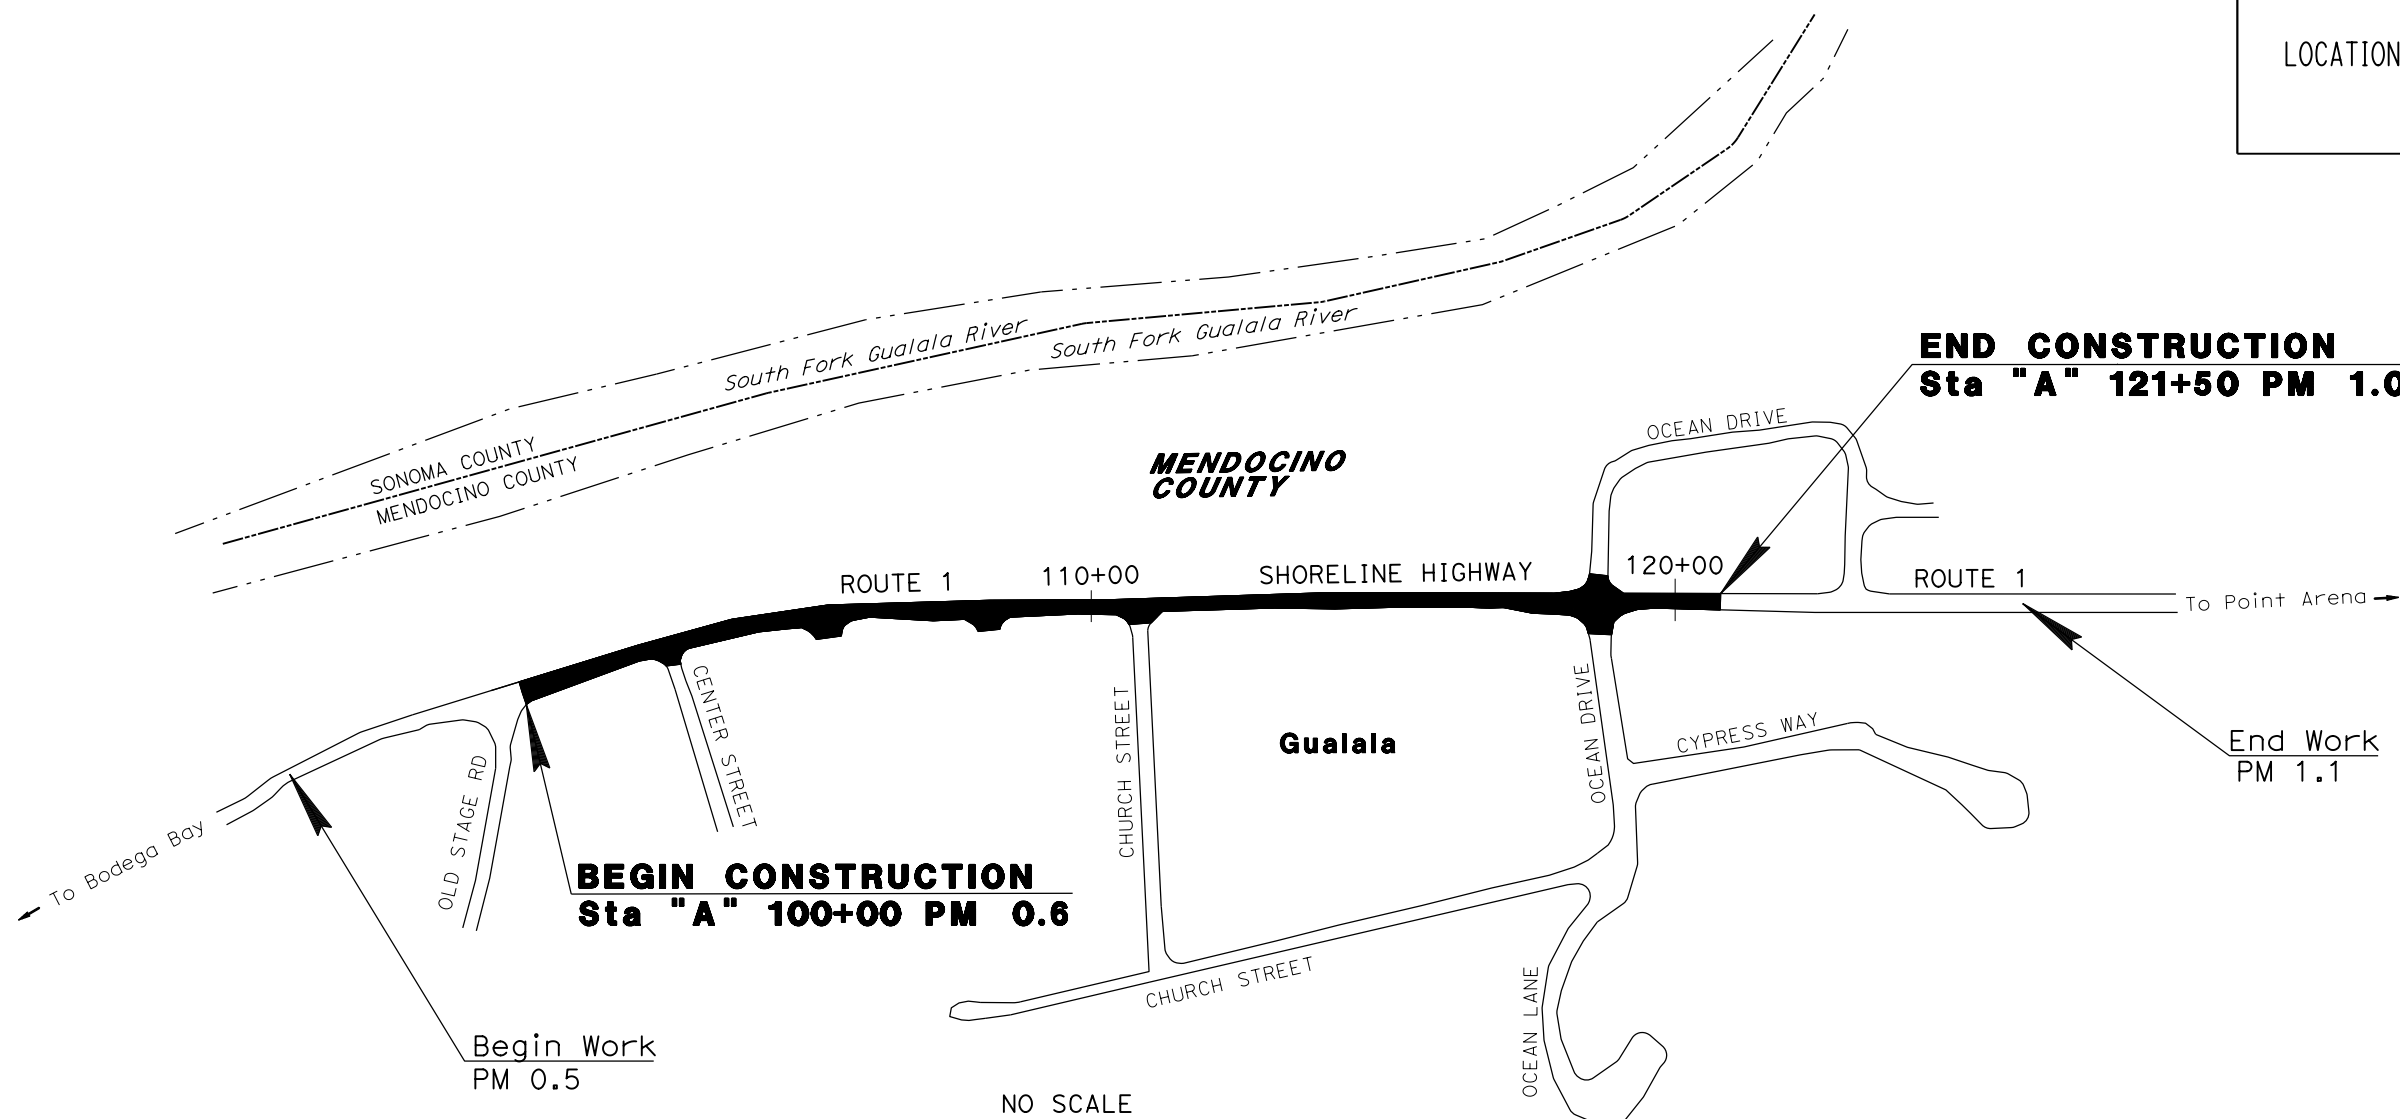 LOCATION
South Fork Gualala River
South Fork Gualala River
END CONSTRUCTION
Sta "A" 121+50 PM 1.0
OCEAN DRIVE
SONOMA COUNTY
MENDOCINO COUNTY
MENDOCINO
COUNTY
ROUTE 1
110+00
SHORELINE HIGHWAY
120+00
ROUTE 1
To Point Arena
CENTER STREET
CHURCH STREET
OCEAN DRIVE
Gualala
CYPRESS WAY
End Work
PM 1.1
OLD STAGE RD
To Bodega Bay
BEGIN CONSTRUCTION
Sta "A" 100+00 PM 0.6
CHURCH STREET
OCEAN LANE
Begin Work
PM 0.5
NO SCALE